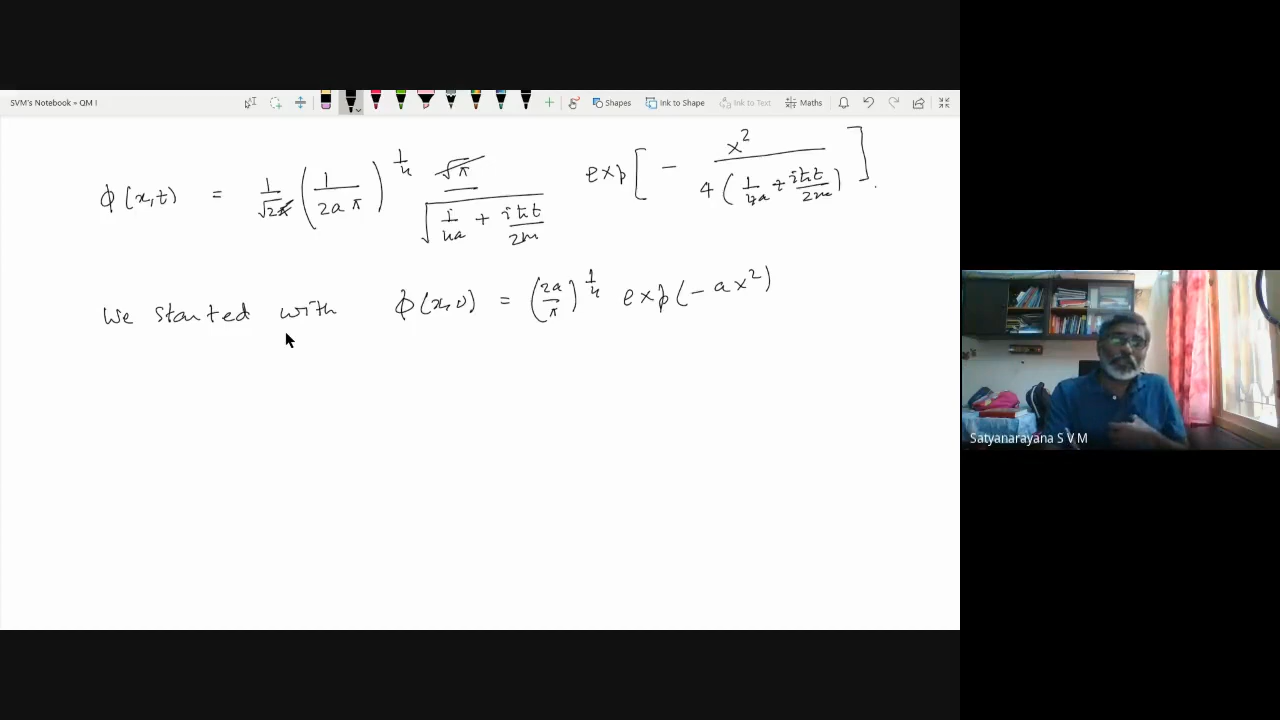 SVM's Notebook » QM I
Shapes Ink to Shape Ink to Text Maths
ϕ(x,t) = 1/√2π (1/2aπ)^1/4 √π/√(1/4a + iħt/2m) exp[- x²/4(1/4a + iħt/2m)].
We started with ϕ(x,0) = (2a/π)^1/4 exp(-ax²)
Satyanarayana S V M